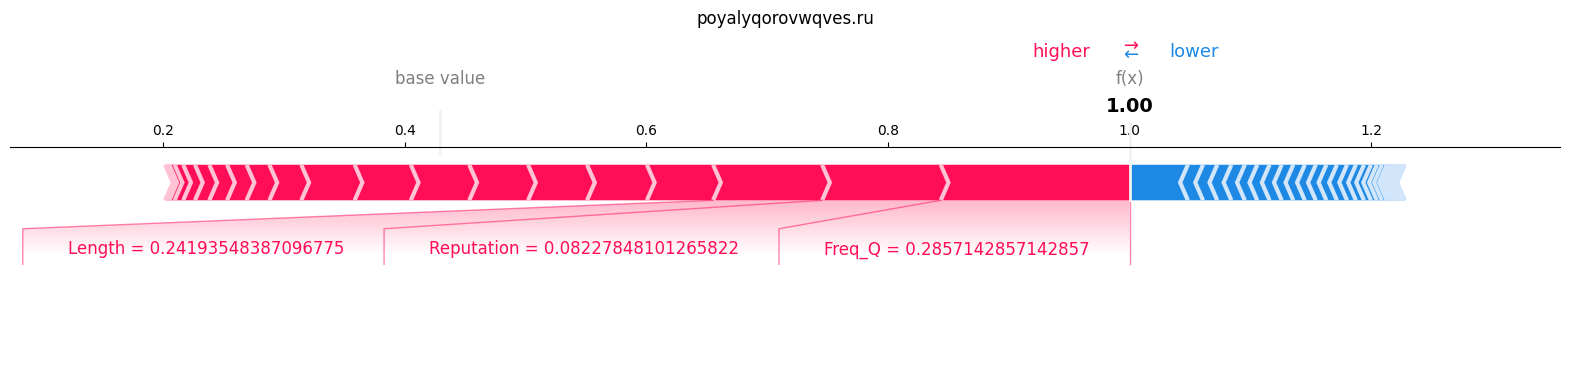 poyalyqorovwqves.ru
higher ⇄ lower
base value
f(x)
1.00
0.2 0.4 0.6 0.8 1.0 1.2
Length = 0.24193548387096775 Reputation = 0.08227848101265822 Freq_Q = 0.2857142857142857